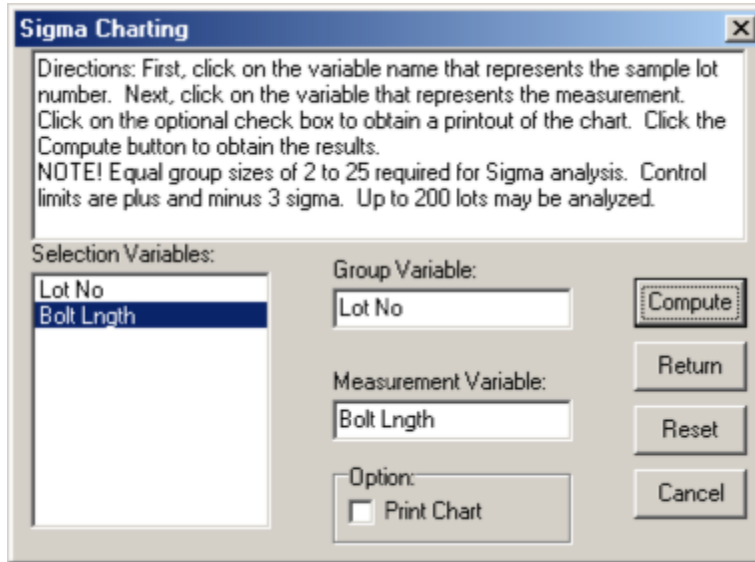 Sigma Charting
Directions: First, click on the variable name that represents the sample lot
number.  Next, click on the variable that represents the measurement.
Click on the optional check box to obtain a printout of the chart.  Click the
Compute button to obtain the results.
NOTE! Equal group sizes of 2 to 25 required for Sigma analysis.  Control
limits are plus and minus 3 sigma.  Up to 200 lots may be analyzed.
Selection Variables:
Lot No
Bolt Lngth
Group Variable:
Lot No
Measurement Variable:
Bolt Lngth
Option:
Print Chart
Compute
Return
Reset
Cancel